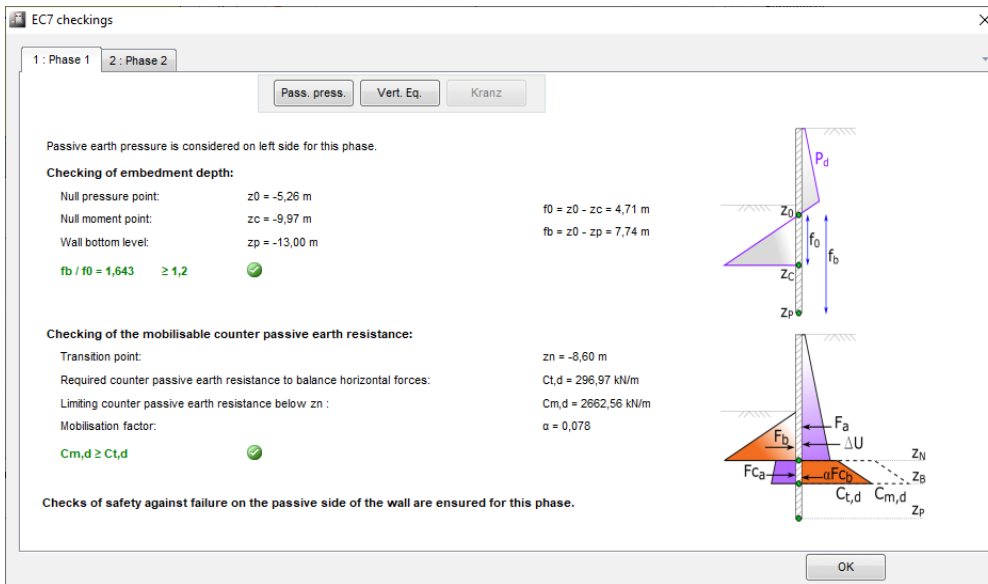 EC7 checkings
1 : Phase 1
2 : Phase 2
Pass. press.
Vert. Eq.
Kranz
Passive earth pressure is considered on left side for this phase.
Checking of embedment depth:
Null pressure point: z0 = -5,26 m
Null moment point: zc = -9,97 m
Wall bottom level: zp = -13,00 m
f0 = z0 - zc = 4,71 m
fb = z0 - zp = 7,74 m
fb / f0 = 1,643 ≥ 1,2
Pd
z0
f0
fb
zC
zP
Checking of the mobilisable counter passive earth resistance:
Transition point: zn = -8,60 m
Required counter passive earth resistance to balance horizontal forces: Ct,d = 296,97 kN/m
Limiting counter passive earth resistance below zn : Cm,d = 2662,56 kN/m
Mobilisation factor: α = 0,078
Cm,d ≥ Ct,d
Fa
Fb
ΔU
zN
Fca
αFcb
zB
Ct,d
Cm,d
zP
Checks of safety against failure on the passive side of the wall are ensured for this phase.
OK